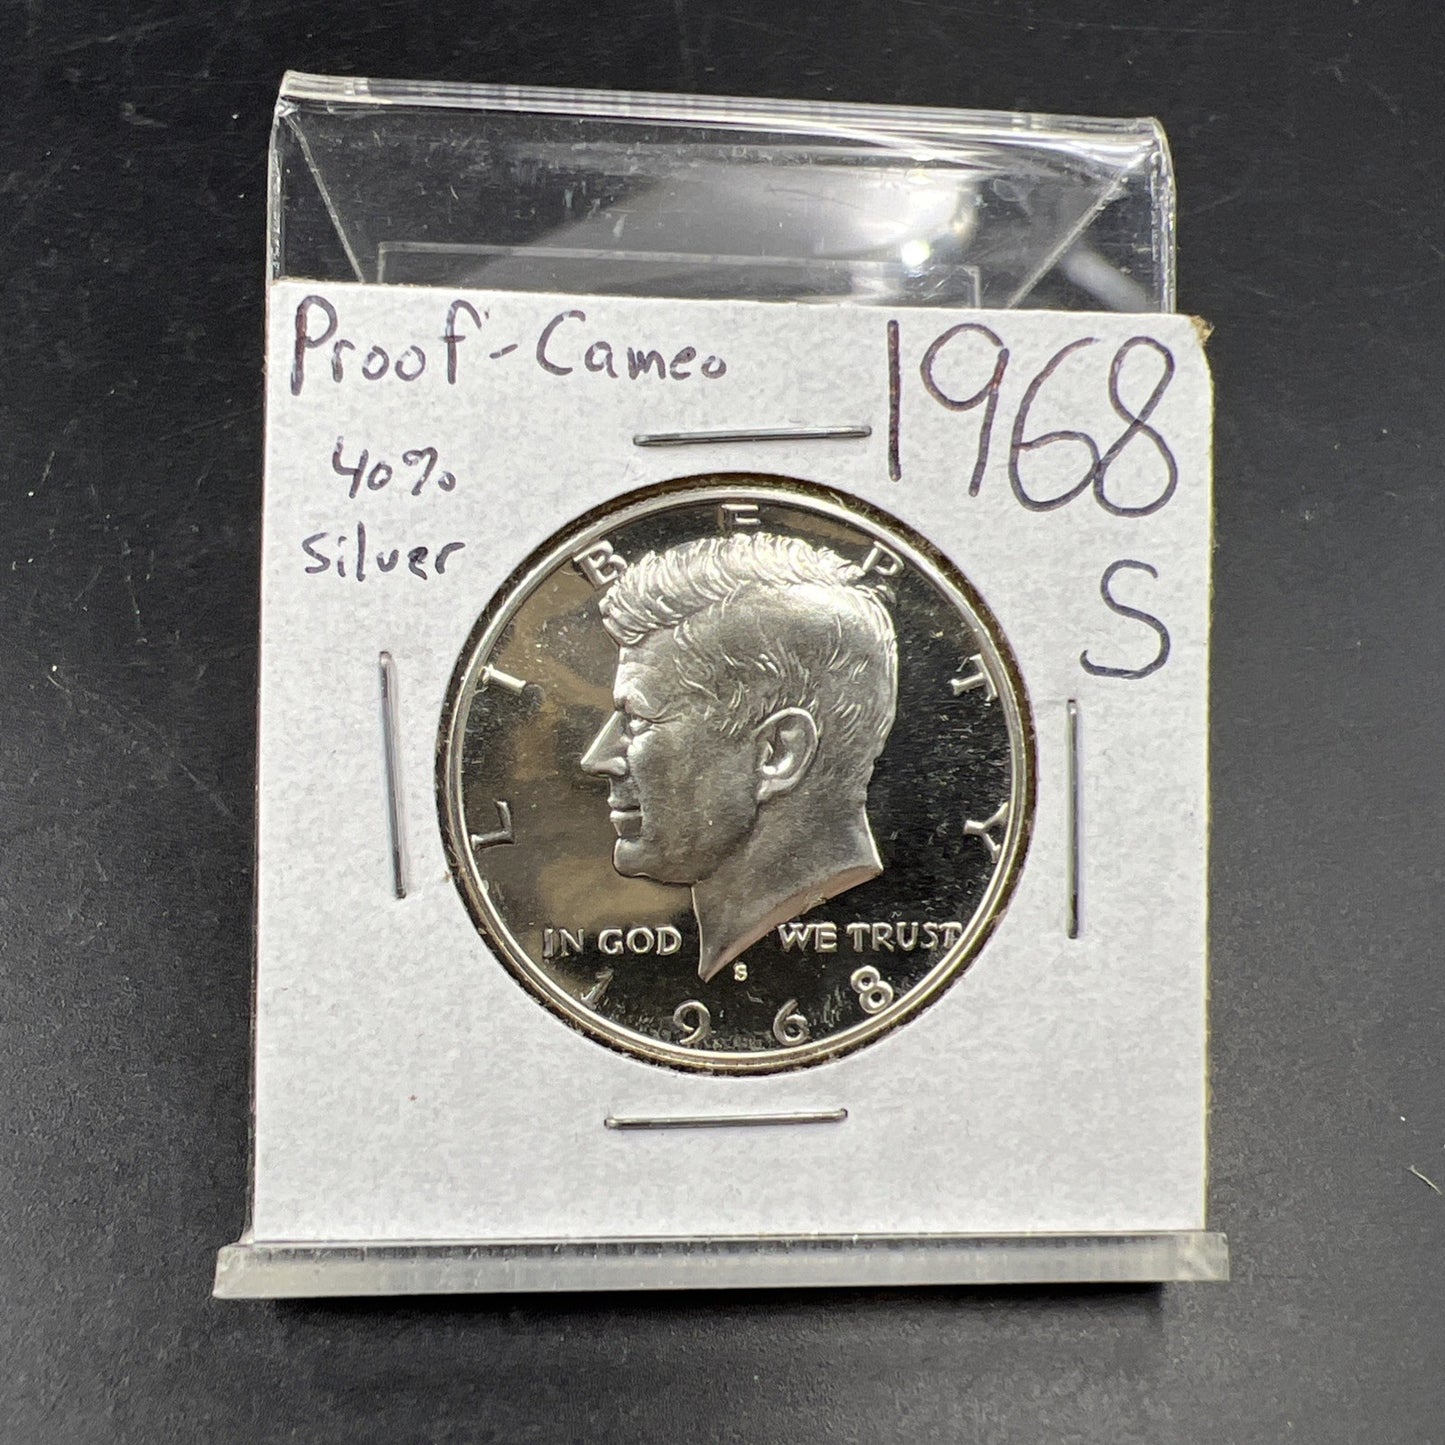 Proof-Cameo
1968
40%
Silver
S
LIBERTY
IN GOD WE TRUST
S
1968